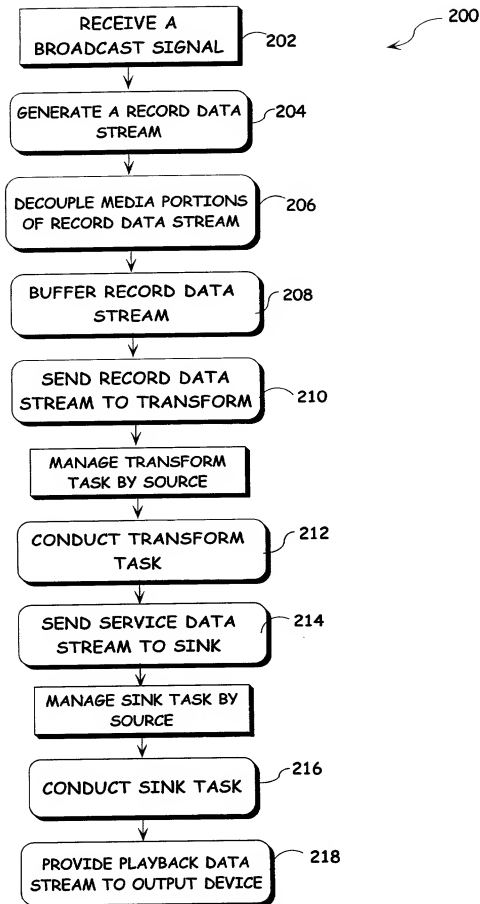 200
RECEIVE A
BROADCAST SIGNAL
202
GENERATE A RECORD DATA
STREAM
204
DECOUPLE MEDIA PORTIONS
OF RECORD DATA STREAM
206
BUFFER RECORD DATA
STREAM
208
SEND RECORD DATA
STREAM TO TRANSFORM
210
MANAGE TRANSFORM
TASK BY SOURCE
CONDUCT TRANSFORM
TASK
212
SEND SERVICE DATA
STREAM TO SINK
214
MANAGE SINK TASK BY
SOURCE
CONDUCT SINK TASK
216
PROVIDE PLAYBACK DATA
STREAM TO OUTPUT DEVICE
218